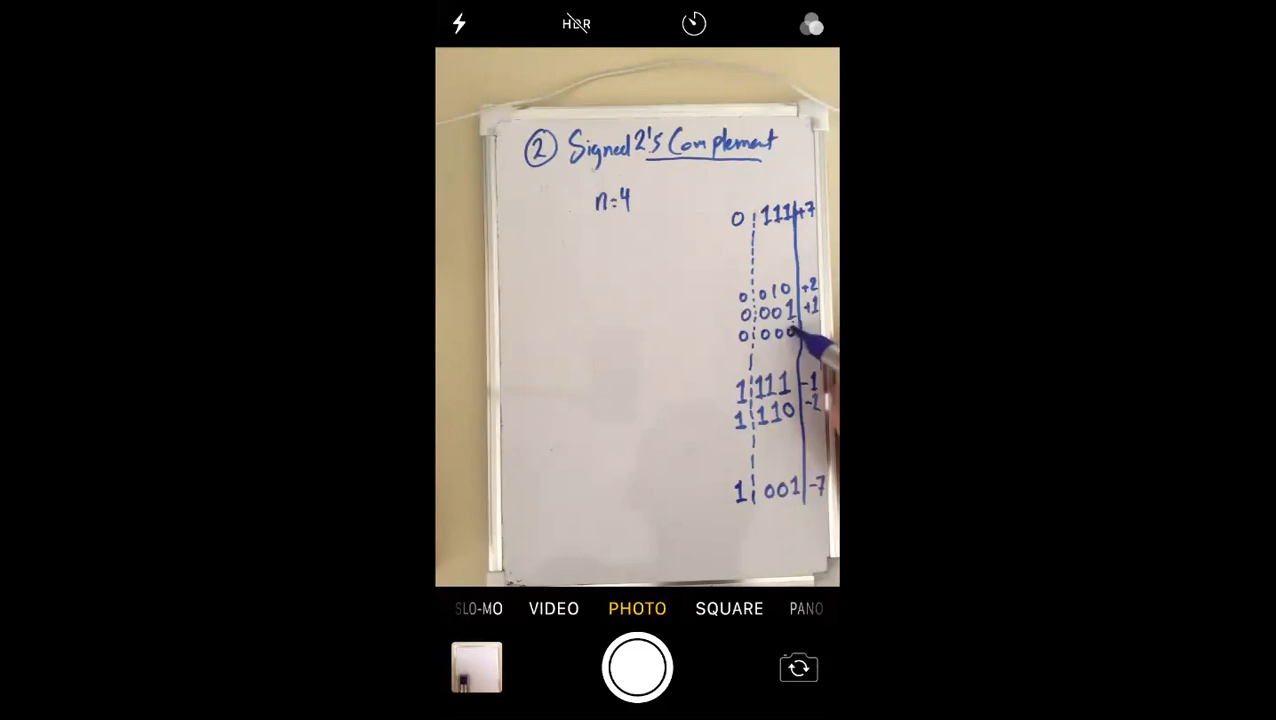 HDR
② Signed 2's Complement
n=4
0 111 +7
0 010 +2
0 001 +1
0 000
1 111 -1
1 110 -2
1 001 -7
SLO-MO VIDEO PHOTO SQUARE PANO